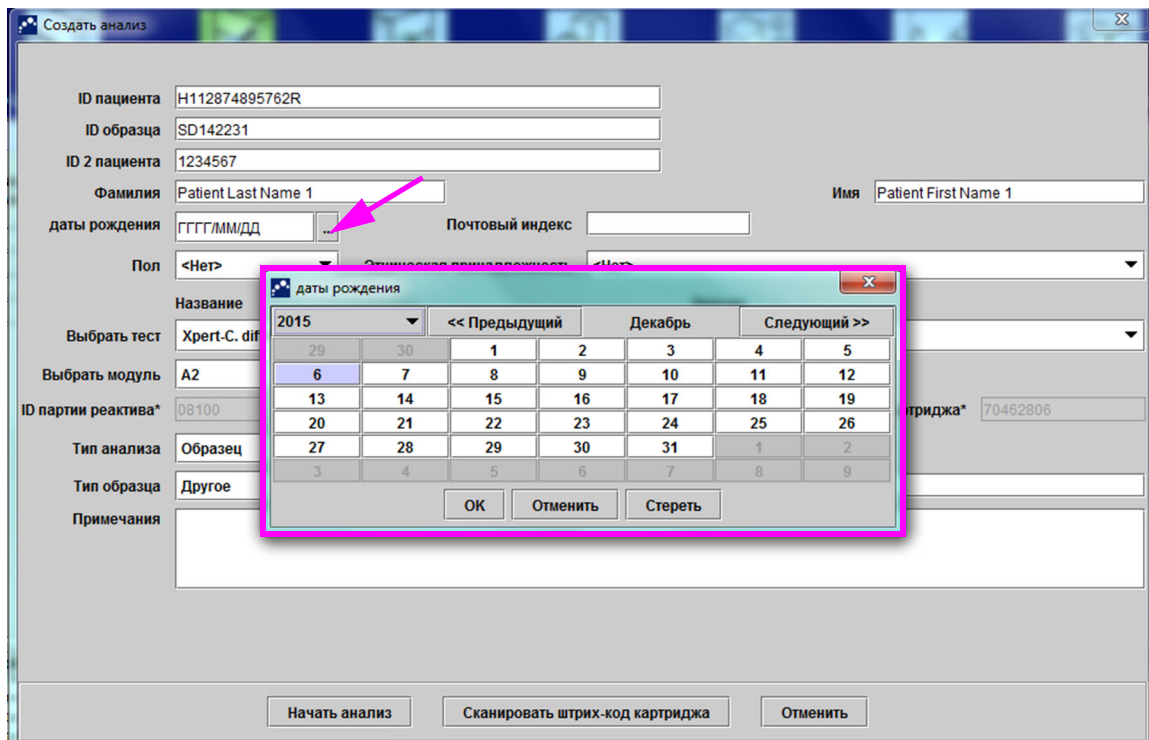 Создать анализ
ID пациента H112874895762R
ID образца SD142231
ID 2 пациента 1234567
Фамилия Patient Last Name 1 Имя Patient First Name 1
даты рождения ГГГГ/ММ/ДД ... Почтовый индекс
Пол <Нет> Этническая принадлежность <Нет>
даты рождения
Название
2015 << Предыдущий Декабрь Следующий >>
Выбрать тест Xpert-C. dif
29 30 1 2 3 4 5
Выбрать модуль A2
6 7 8 9 10 11 12
13 14 15 16 17 18 19
ID партии реактива* 08100 70462806
20 21 22 23 24 25 26
Тип анализа Образец
27 28 29 30 31 1 2
3 4 5 6 7 8 9
Тип образца Другое
OK Отменить Стереть
Примечания
Начать анализ Сканировать штрих-код картриджа Отменить